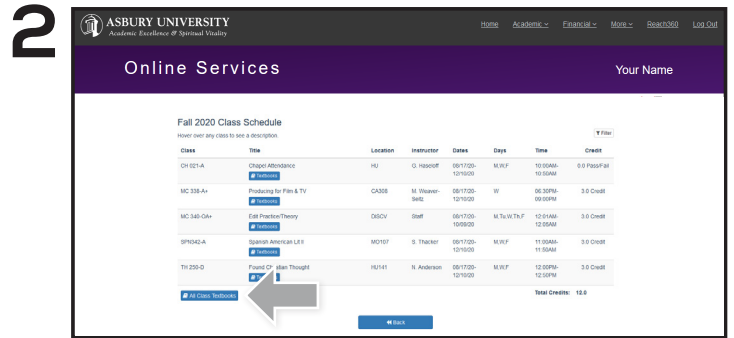 2
ASBURY UNIVERSITY
Academic Excellence & Spiritual Vitality
Home Academic Financial More Reach360 Log Out
Online Services Your Name
Fall 2020 Class Schedule
Hover over any class to see a description Filter
Class Title Location Instructor Dates Days Time Credit
CH 021-A Chapel Attendance HU G. Haseloff 08/17/20- M,W,F 10:00AM- 0.0 Pass/Fail
Textbooks 12/10/20 10:50AM
MC 338-A+ Producing for Film & TV CA308 M. Weaver- 08/17/20- W 06:30PM- 3.0 Credit
Textbooks Seitz 12/10/20 09:00PM
MC 340-OA+ Edit Practice/Theory DISCV Staff 08/17/20- M,Tu,W,Th,F 12:01AM- 3.0 Credit
Textbooks 10/09/20 12:05AM
SPN342-A Spanish American Lit II MO107 S. Thacker 08/17/20- M,W,F 11:00AM- 3.0 Credit
Textbooks 12/10/20 11:50AM
TH 250-D Found Thought HU141 N. Anderson 08/17/20- M,W,F 12:00PM- 3.0 Credit
12/10/20 12:50PM
All Class Textbooks Total Credits: 12.0
Back